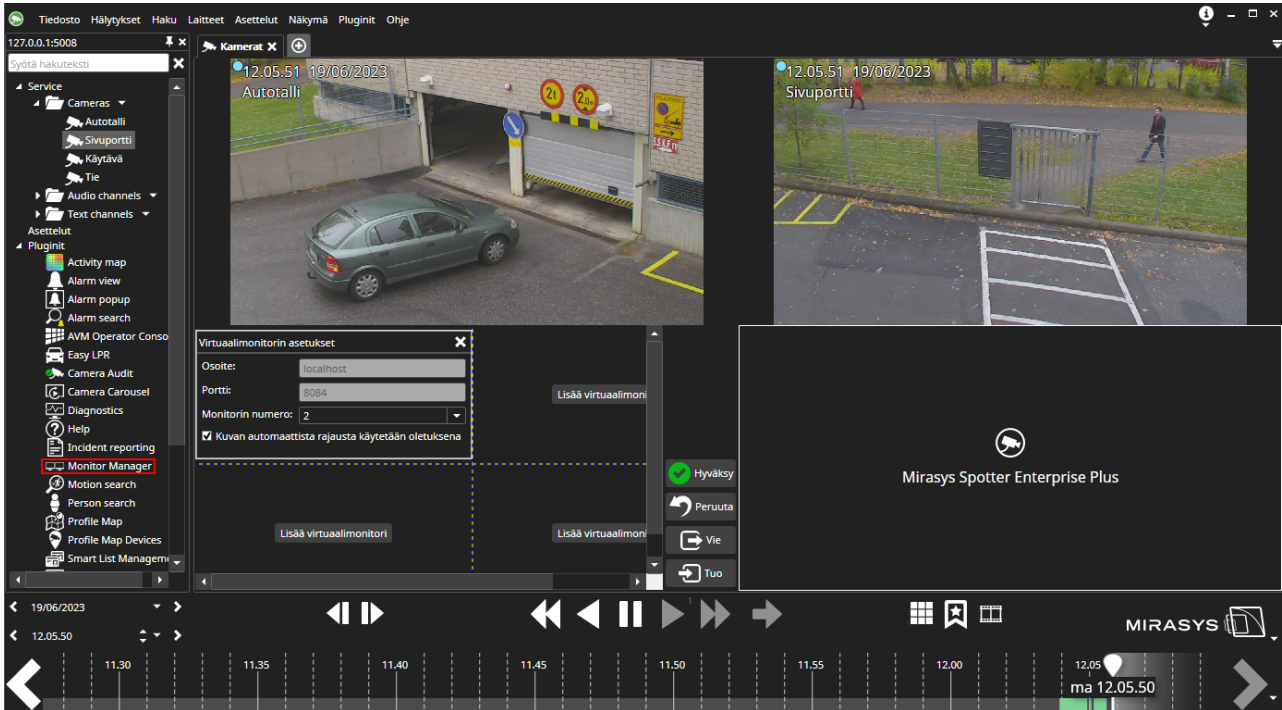 Tiedosto Hälytykset Haku Laitteet Asettelut Näkymä Pluginit Ohje
127.0.0.1:5008
Kamerat
Syötä hakuteksti
Service
Cameras
Autotalli
Sivuportti
Käytävä
Tie
Audio channels
Text channels
Asettelut
Pluginit
Activity map
Alarm view
Alarm popup
Alarm search
AVM Operator Conso
Easy LPR
Camera Audit
Camera Carousel
Diagnostics
Help
Incident reporting
Monitor Manager
Motion search
Person search
Profile Map
Profile Map Devices
Smart List Managem
12.05.51 19/06/2023
Autotalli
12.05.51 19/06/2023
Sivuportti
Virtuaalimonitorin asetukset
Osoite: localhost
Portti: 8084
Monitorin numero: 2
Kuvan automaattista rajausta käytetään oletuksena
Lisää virtuaalimoni
Lisää virtuaalimonitori
Lisää virtuaalimoni
Hyväksy
Peruuta
Vie
Tuo
Mirasys Spotter Enterprise Plus
19/06/2023
12.05.50
1
MIRASYS
11.30 11.35 11.40 11.45 11.50 11.55 12.00 12.05
ma 12.05.50